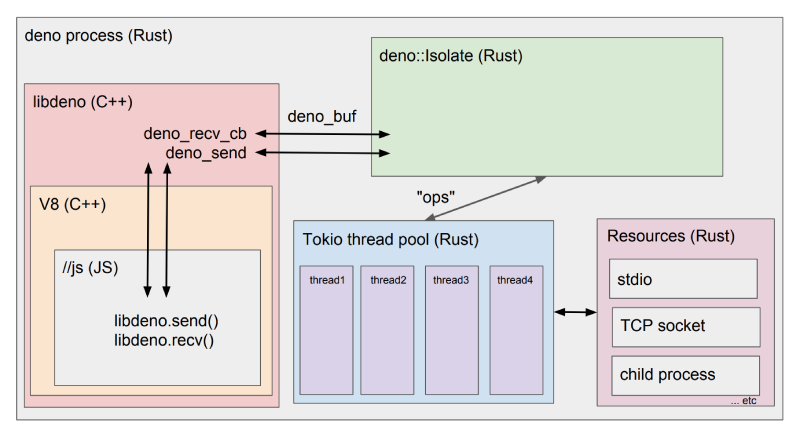 deno process (Rust)
deno::Isolate (Rust)
libdeno (C++)
deno_buf
deno_recv_cb
deno_send
"ops"
V8 (C++)
//js (JS)
libdeno.send()
libdeno.recv()
Tokio thread pool (Rust)
thread1
thread2
thread3
thread4
Resources (Rust)
stdio
TCP socket
child process
... etc